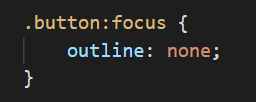 .button:focus {
    outline: none;
}